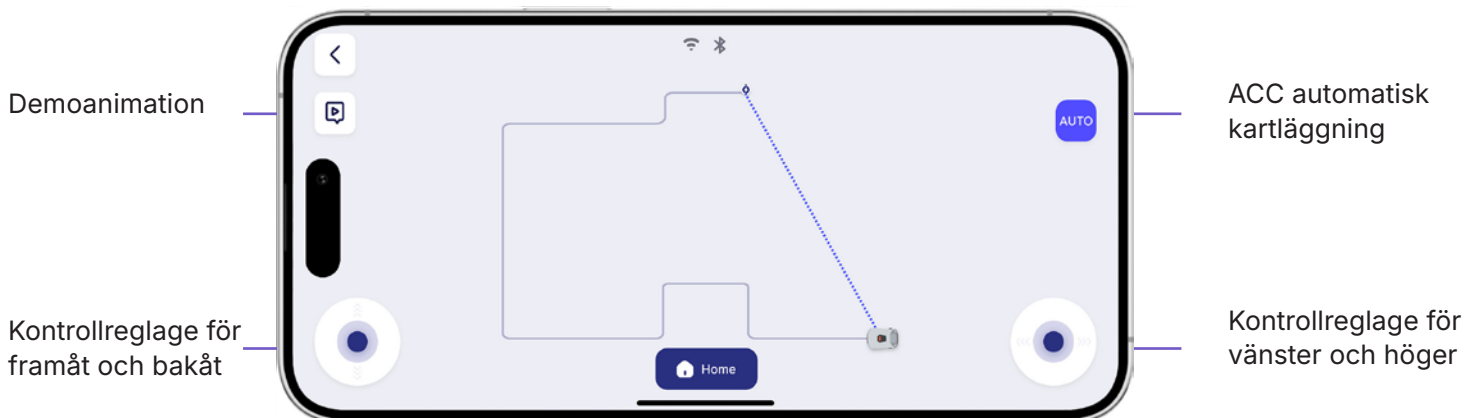 Demoanimation
AUTO
ACC automatisk
kartläggning
Kontrollreglage för
framåt och bakåt
Home
Kontrollreglage för
vänster och höger